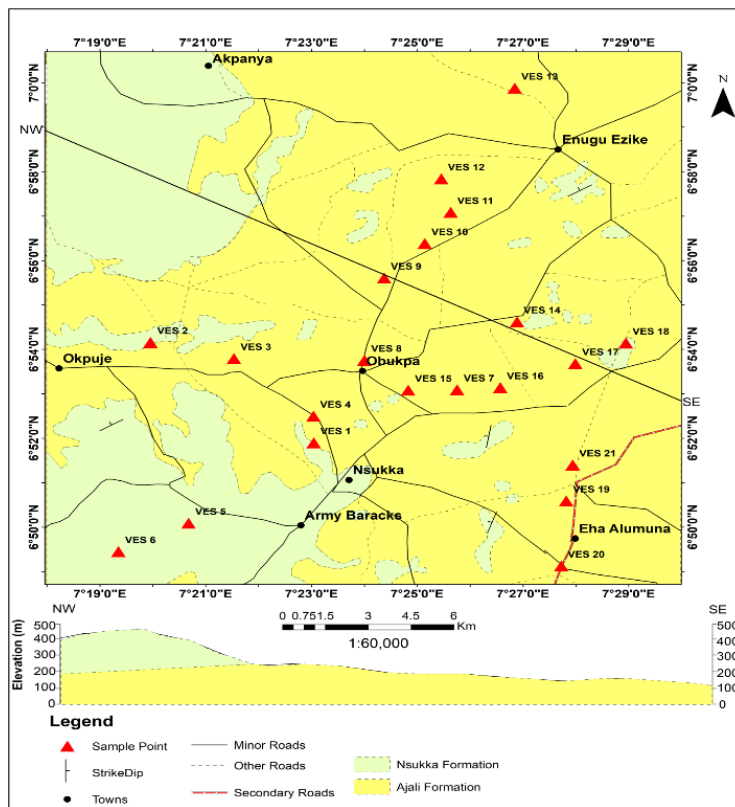 7°19'0"E 7°21'0"E 7°23'0"E 7°25'0"E 7°27'0"E 7°29'0"E
Akpanya
7°0'0"N
VES 13
7°0'0"N
N
NW
Enugu Ezike
6°58'0"N
VES 12
6°58'0"N
VES 11
VES 10
6°56'0"N
VES 9
6°56'0"N
VES 14
VES 2
VES 18
6°54'0"N
VES 3
VES 8
VES 17
6°54'0"N
Okpuje
Obukpa
VES 15
VES 7
VES 16
SE
VES 4
6°52'0"N
VES 1
6°52'0"N
VES 21
Nsukka
VES 5
VES 19
6°50'0"N
Army Baracks
6°50'0"N
Eha Alumuna
VES 6
VES 20
7°19'0"E 7°21'0"E 7°23'0"E 7°25'0"E 7°27'0"E 7°29'0"E
NW
SE
0 0.75 1.5 3 4.5 6
Km
1:60,000
Elevation (m)
500
400
300
200
100
0
500
400
300
200
100
0
Legend
Sample Point
Minor Roads
Nsukka Formation
StrikeDip
Other Roads
Ajali Formation
Towns
Secondary Roads